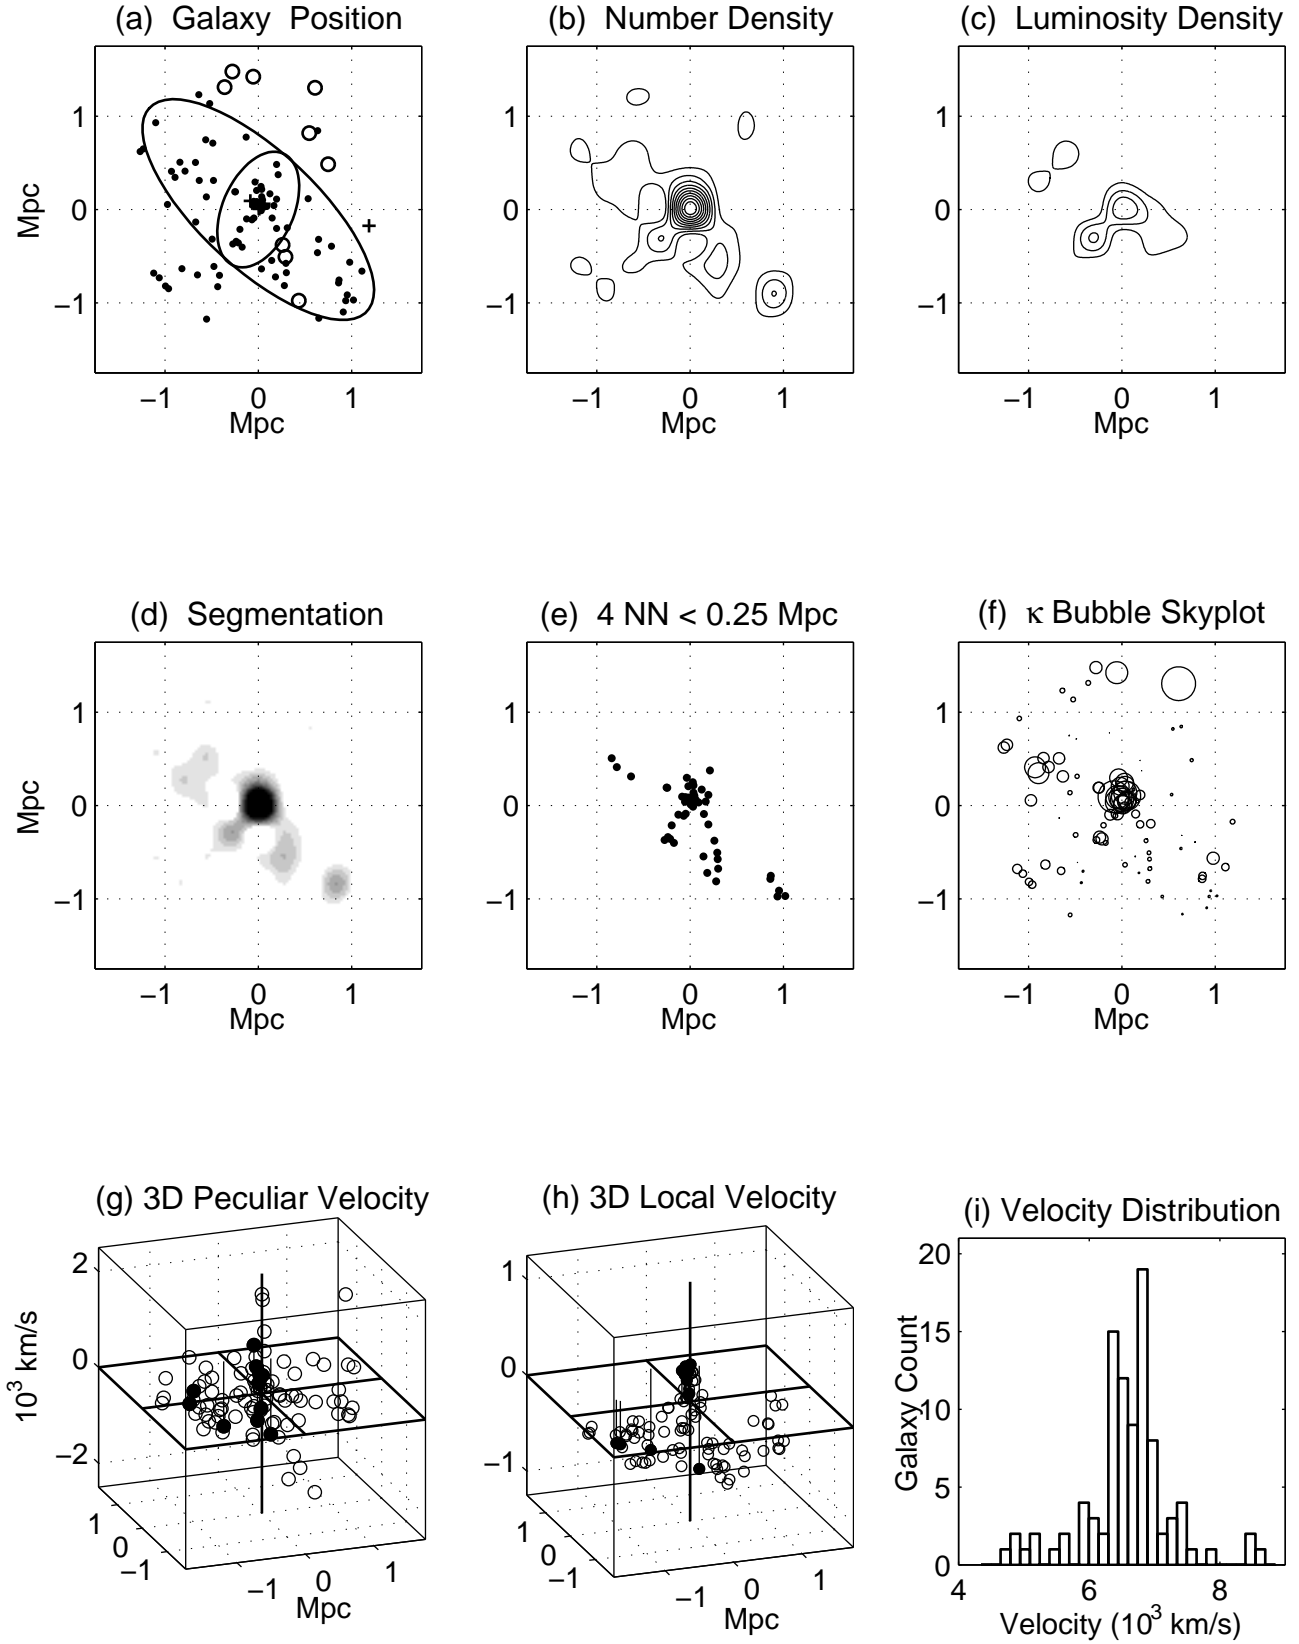 (a) Galaxy Position
(b) Number Density
(c) Luminosity Density
Mpc
1
0
−1
−1 0 1
Mpc
1
0
−1
−1 0 1
Mpc
1
0
−1
−1 0 1
Mpc
(d) Segmentation
(e) 4 NN < 0.25 Mpc
(f) κ Bubble Skyplot
Mpc
1
0
−1
−1 0 1
Mpc
1
0
−1
−1 0 1
Mpc
1
0
−1
−1 0 1
Mpc
(g) 3D Peculiar Velocity
(h) 3D Local Velocity
(i) Velocity Distribution
10³ km/s
2
0
−2
1
0
−1
−1 0 1
Mpc
1
0
−1
1
0
−1
−1 0 1
Mpc
Galaxy Count
20
15
10
5
0
4 6 8
Velocity (10³ km/s)